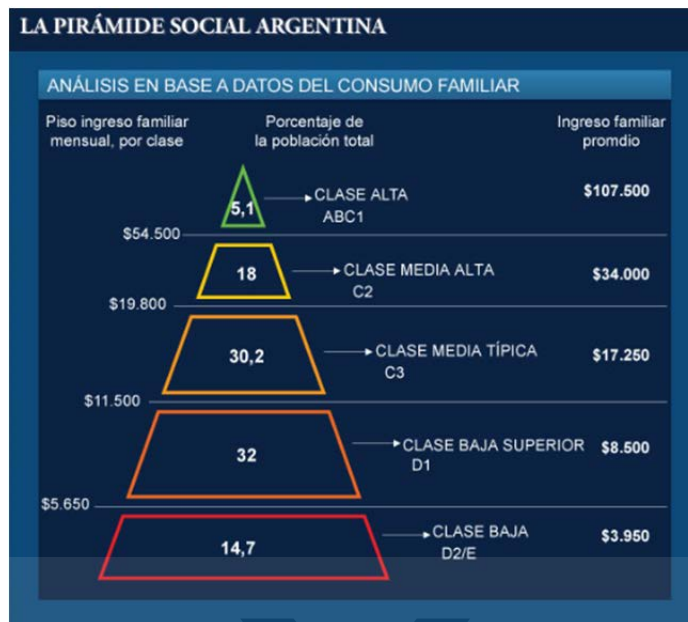 LA PIRÁMIDE SOCIAL ARGENTINA
ANÁLISIS EN BASE A DATOS DEL CONSUMO FAMILIAR
Piso ingreso familiar
mensual, por clase
Porcentaje de
la población total
Ingreso familiar
promdio
5,1
CLASE ALTA
ABC1
$107.500
$54.500
18
CLASE MEDIA ALTA
C2
$34.000
$19.800
30,2
CLASE MEDIA TÍPICA
C3
$17.250
$11.500
32
CLASE BAJA SUPERIOR
D1
$8.500
$5.650
14,7
CLASE BAJA
D2/E
$3.950